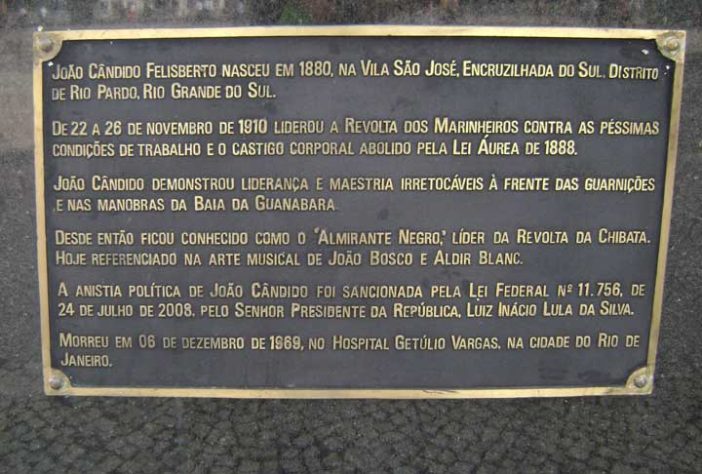 João Cândido Felisberto nasceu em 1880, na Vila São José, Encruzilhada do Sul, Distrito
de Rio Pardo, Rio Grande do Sul.
De 22 a 26 de novembro de 1910 liderou a Revolta dos Marinheiros contra as péssimas
condições de trabalho e o castigo corporal abolido pela Lei Áurea de 1888.
João Cândido demonstrou liderança e maestria irretocáveis à frente das guarnições
e nas manobras da Baia da Guanabara.
Desde então ficou conhecido como o "Almirante Negro," líder da Revolta da Chibata.
Hoje referenciado na arte musical de João Bosco e Aldir Blanc.
A anistia política de João Cândido foi sancionada pela Lei Federal Nº 11.756, de
24 de julho de 2008, pelo Senhor Presidente da República, Luiz Inácio Lula da Silva.
Morreu em 06 de dezembro de 1969, no Hospital Getúlio Vargas, na cidade do Rio de
Janeiro.